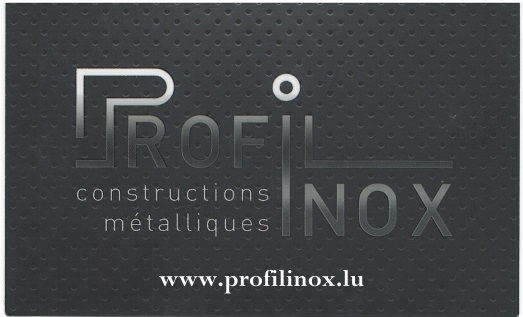 PROFIL
constructions
métalliques INOX
www.profilinox.lu